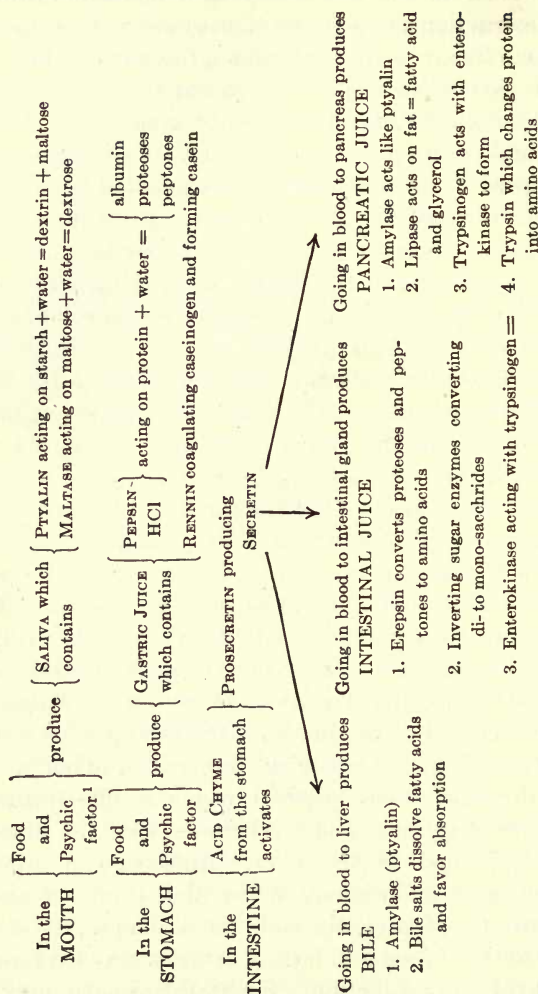 In the
MOUTH
Food
and
Psychic
factor¹
produce
SALIVA which
contains
PTYALIN acting on starch+water=dextrin + maltose
MALTASE acting on maltose+water=dextrose
In the
STOMACH
Food
and
Psychic
factor
produce
GASTRIC JUICE
which contains
PEPSIN
HCl
acting on protein + water =
albumin
proteoses
peptones
RENNIN coagulating caseinogen and forming casein
In the
INTESTINE
ACID CHYME
from the stomach
activates
PROSECRETIN producing
SECRETIN
Going in blood to liver produces
BILE
1. Amylase (ptyalin)
2. Bile salts dissolve fatty acids
and favor absorption
Going in blood to intestinal gland produces
INTESTINAL JUICE
1. Erepsin converts proteoses and pep-
tones to amino acids
2. Inverting sugar enzymes converting
di- to mono-sacchrides
3. Enterokinase acting with trypsinogen=
Going in blood to pancreas produces
PANCREATIC JUICE
1. Amylase acts like ptyalin
2. Lipase acts on fat = fatty acid
and glycerol
3. Trypsinogen acts with entero-
kinase to form
4. Trypsin which changes protein
into amino acids